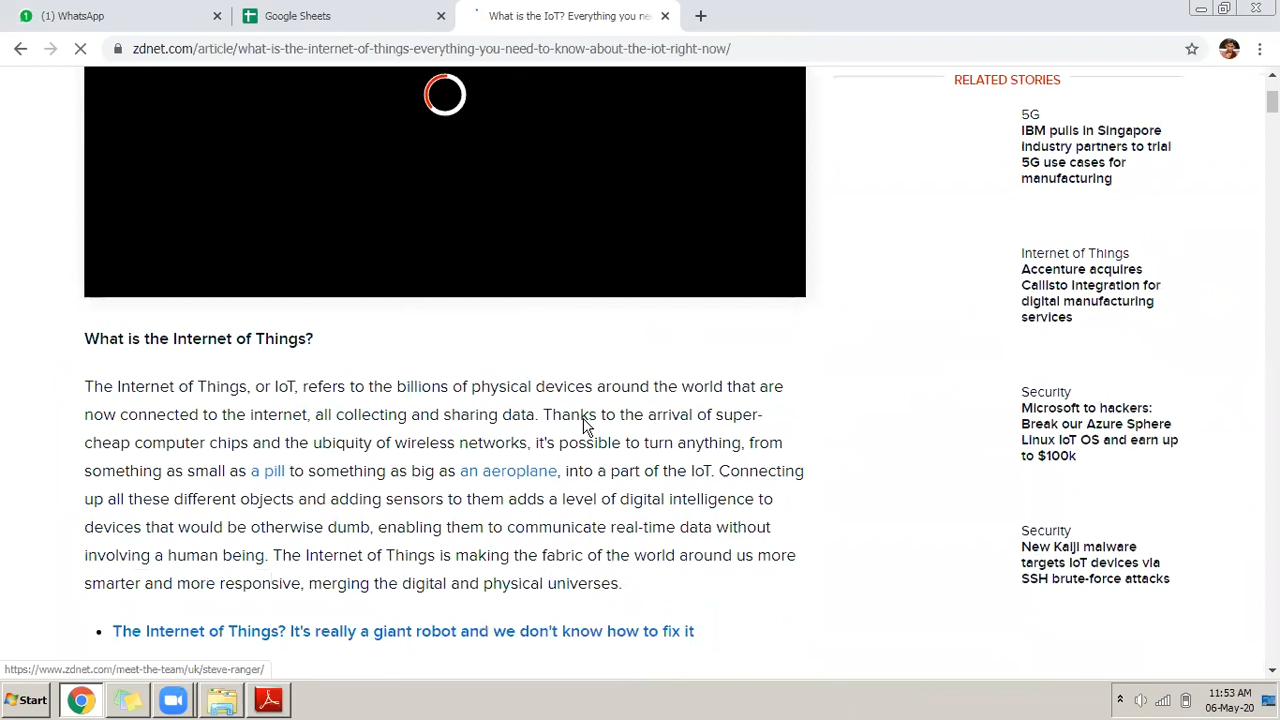 (1) WhatsApp
Google Sheets
What is the IoT? Everything you ne
zdnet.com/article/what-is-the-internet-of-things-everything-you-need-to-know-about-the-iot-right-now/
RELATED STORIES
5G
IBM pulls in Singapore
industry partners to trial
5G use cases for
manufacturing
Internet of Things
Accenture acquires
Callisto Integration for
digital manufacturing
services
Security
Microsoft to hackers:
Break our Azure Sphere
Linux IoT OS and earn up
to $100k
Security
New Kaiji malware
targets IoT devices via
SSH brute-force attacks
What is the Internet of Things?
The Internet of Things, or IoT, refers to the billions of physical devices around the world that are
now connected to the internet, all collecting and sharing data. Thanks to the arrival of super-
cheap computer chips and the ubiquity of wireless networks, it's possible to turn anything, from
something as small as a pill to something as big as an aeroplane, into a part of the IoT. Connecting
up all these different objects and adding sensors to them adds a level of digital intelligence to
devices that would be otherwise dumb, enabling them to communicate real-time data without
involving a human being. The Internet of Things is making the fabric of the world around us more
smarter and more responsive, merging the digital and physical universes.
• The Internet of Things? It's really a giant robot and we don't know how to fix it
https://www.zdnet.com/meet-the-team/uk/steve-ranger/
Start
11:53 AM
06-May-20